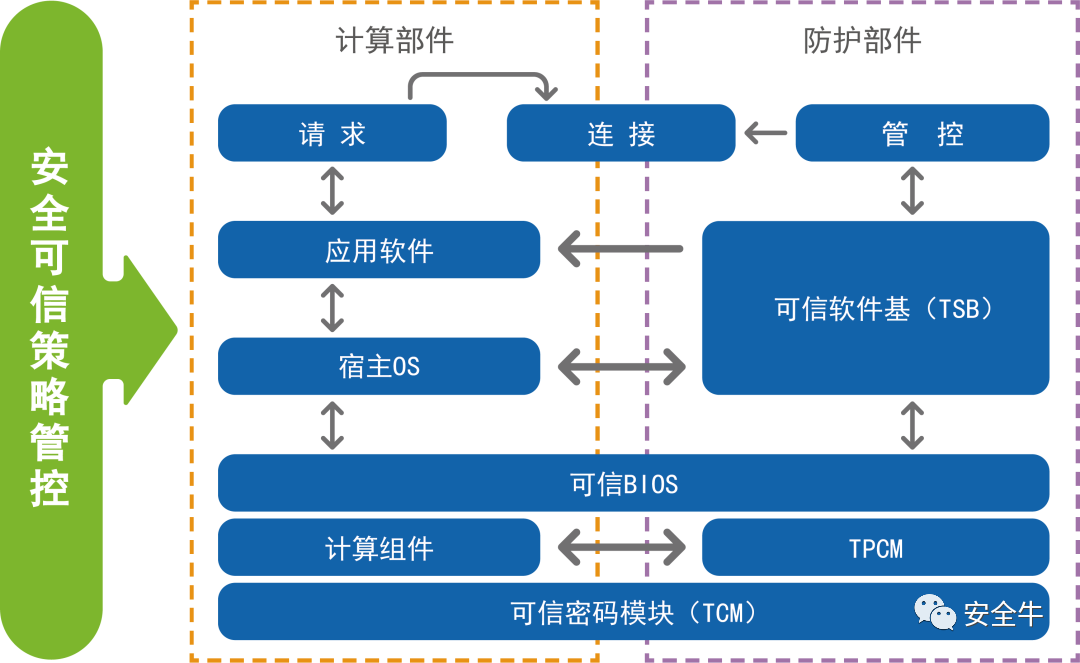 安全可信策略管控
计算部件
防护部件
请 求
连 接
管 控
应用软件
可信软件基（TSB）
宿主OS
可信BIOS
计算组件
TPCM
可信密码模块（TCM）
安全牛